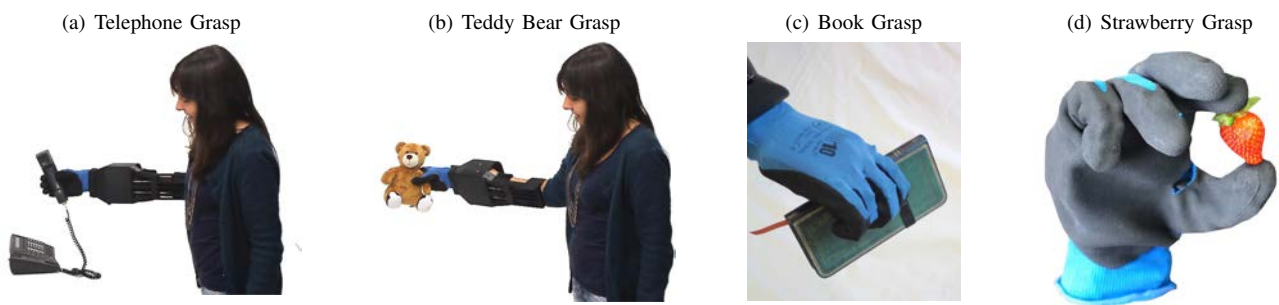 (a) Telephone Grasp
(b) Teddy Bear Grasp
(c) Book Grasp
(d) Strawberry Grasp
10